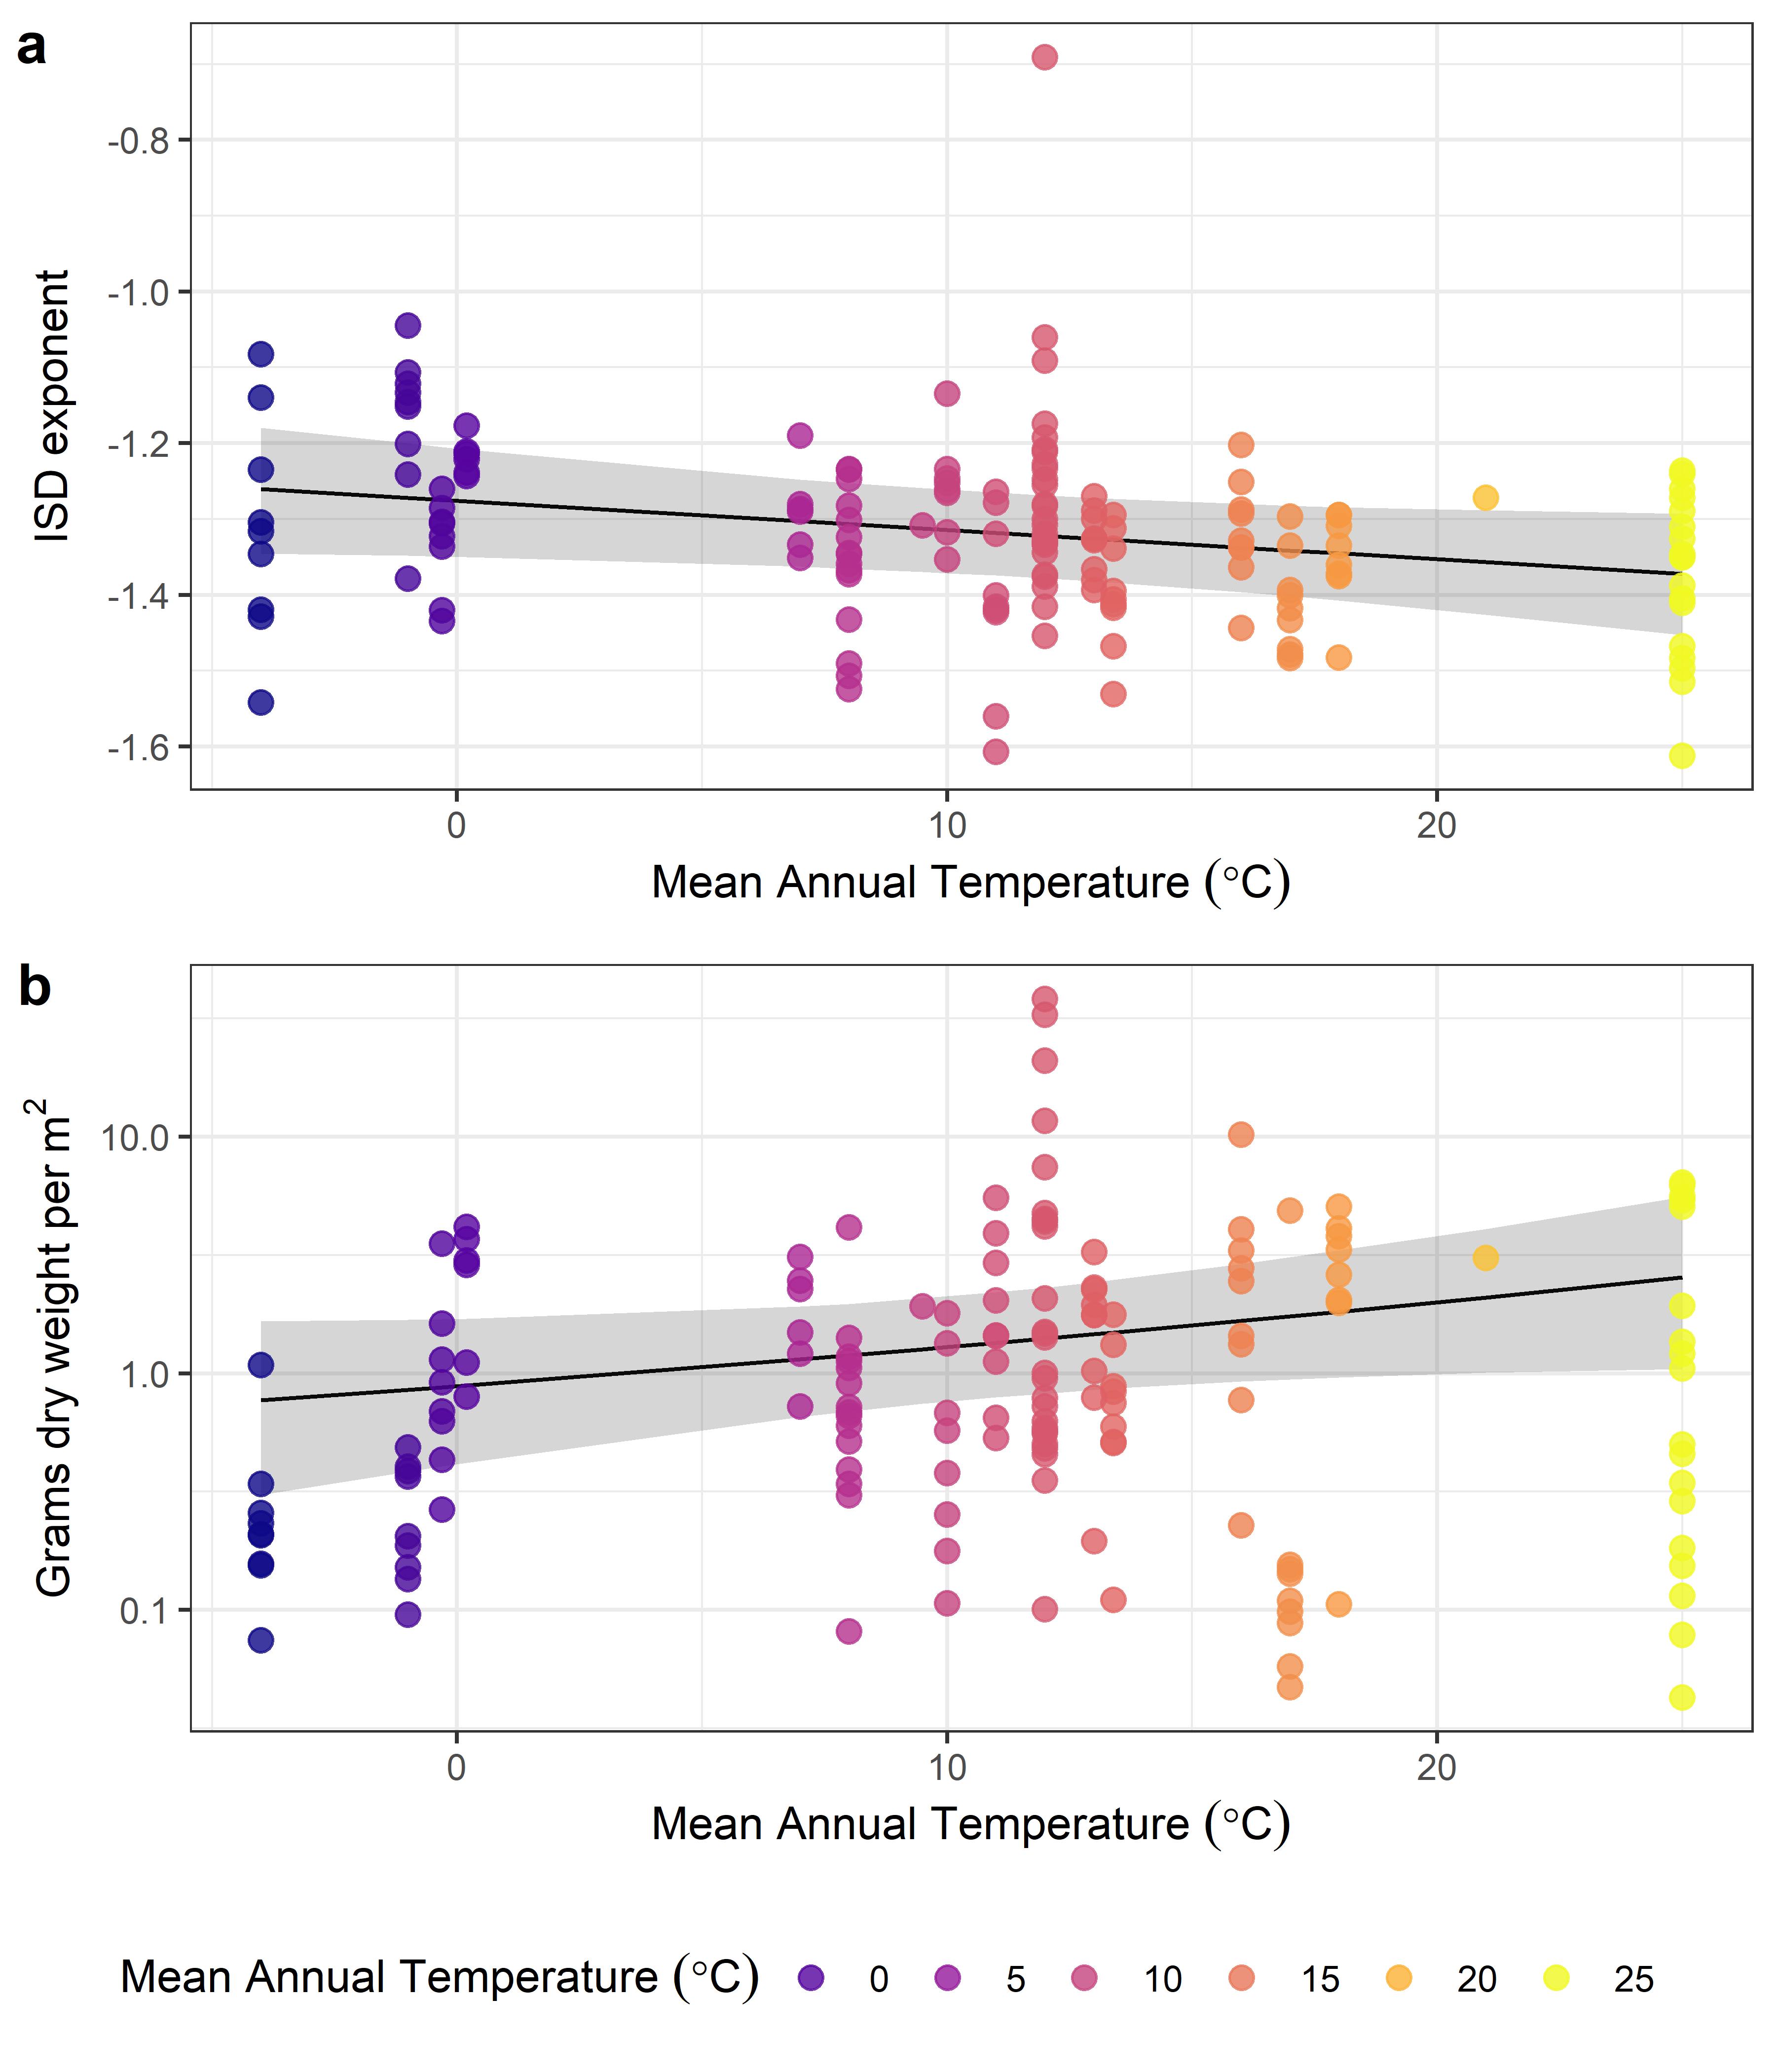 a
ISD exponent
-0.8
-1.0
-1.2
-1.4
-1.6
0 10 20
Mean Annual Temperature (°C)
b
Grams dry weight per m²
10.0
1.0
0.1
0 10 20
Mean Annual Temperature (°C)
Mean Annual Temperature (°C) 0 5 10 15 20 25